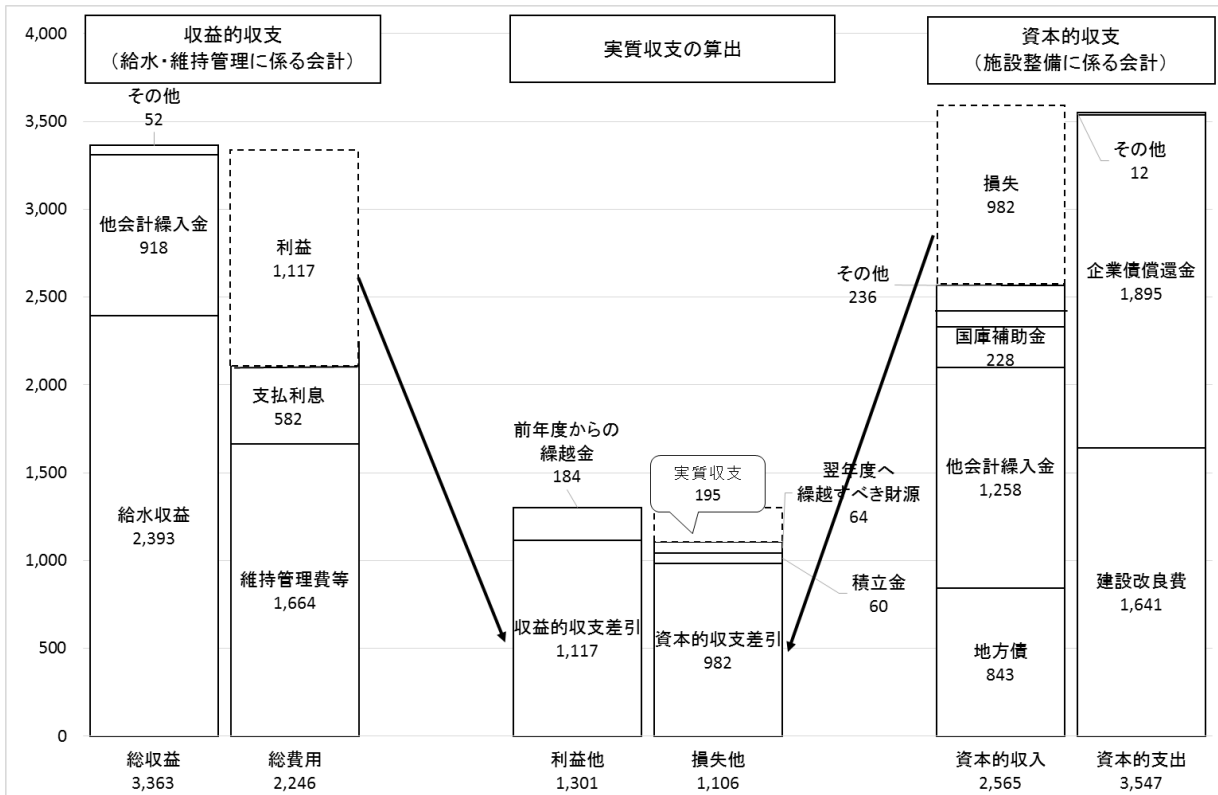 収益的収支
（給水・維持管理に係る会計）
実質収支の算出
資本的収支
（施設整備に係る会計）
4,000
3,500
3,000
2,500
2,000
1,500
1,000
500
0
その他
52
他会計繰入金
918
給水収益
2,393
利益
1,117
支払利息
582
維持管理費等
1,664
前年度からの
繰越金
184
収益的収支差引
1,117
実質収支
195
資本的収支差引
982
翌年度へ
繰越すべき財源
64
積立金
60
損失
982
その他
236
国庫補助金
228
他会計繰入金
1,258
地方債
843
その他
12
企業債償還金
1,895
建設改良費
1,641
総収益
3,363
総費用
2,246
利益他
1,301
損失他
1,106
資本的収入
2,565
資本的支出
3,547